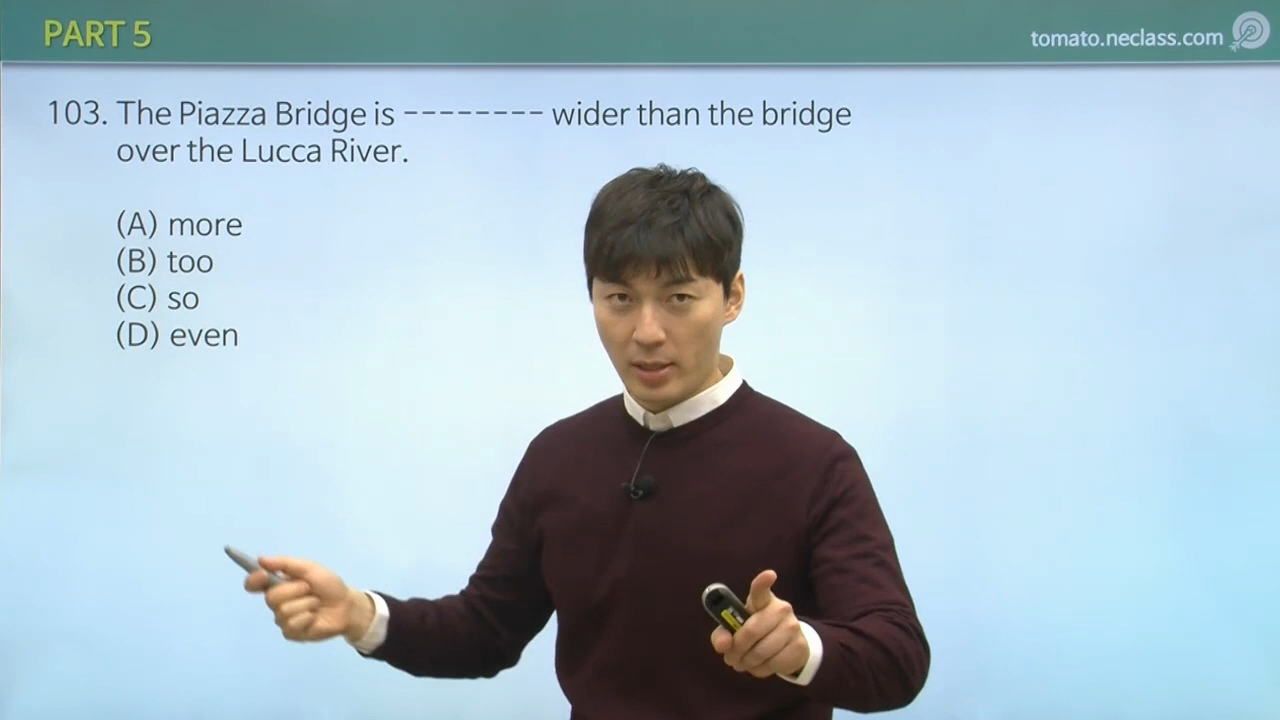 PART 5
tomato.neclass.com
103. The Piazza Bridge is -------- wider than the bridge
over the Lucca River.
(A) more
(B) too
(C) so
(D) even